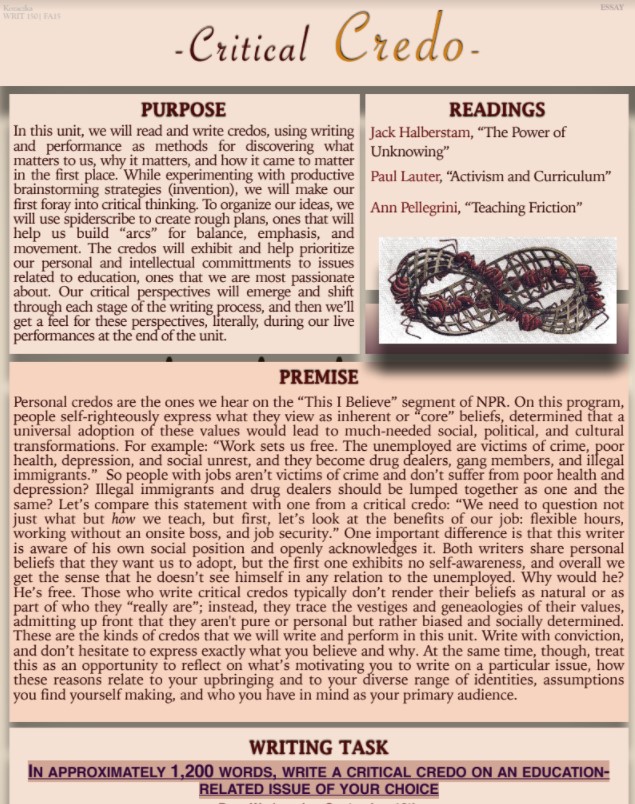 Kozaczka
WRIT 150| FA15
ESSAY
-Critical Credo-
PURPOSE
In this unit, we will read and write credos, using writing
and performance as methods for discovering what
matters to us, why it matters, and how it came to matter
in the first place. While experimenting with productive
brainstorming strategies (invention), we will make our
first foray into critical thinking. To organize our ideas, we
will use spiderscribe to create rough plans, ones that will
help us build “arcs” for balance, emphasis, and
movement. The credos will exhibit and help prioritize
our personal and intellectual committments to issues
related to education, ones that we are most passionate
about. Our critical perspectives will emerge and shift
through each stage of the writing process, and then we’ll
get a feel for these perspectives, literally, during our live
performances at the end of the unit.
READINGS
Jack Halberstam, “The Power of
Unknowing”
Paul Lauter, “Activism and Curriculum”
Ann Pellegrini, “Teaching Friction”
PREMISE
Personal credos are the ones we hear on the “This I Believe” segment of NPR. On this program,
people self-righteously express what they view as inherent or “core” beliefs, determined that a
universal adoption of these values would lead to much-needed social, political, and cultural
transformations. For example: “Work sets us free. The unemployed are victims of crime, poor
health, depression, and social unrest, and they become drug dealers, gang members, and illegal
immigrants.” So people with jobs aren’t victims of crime and don’t suffer from poor health and
depression? Illegal immigrants and drug dealers should be lumped together as one and the
same? Let’s compare this statement with one from a critical credo: “We need to question not
just what but how we teach, but first, let’s look at the benefits of our job: flexible hours,
working without an onsite boss, and job security.” One important difference is that this writer
is aware of his own social position and openly acknowledges it. Both writers share personal
beliefs that they want us to adopt, but the first one exhibits no self-awareness, and overall we
get the sense that he doesn’t see himself in any relation to the unemployed. Why would he?
He’s free. Those who write critical credos typically don’t render their beliefs as natural or as
part of who they “really are”; instead, they trace the vestiges and geneaologies of their values,
admitting up front that they aren't pure or personal but rather biased and socially determined.
These are the kinds of credos that we will write and perform in this unit. Write with conviction,
and don’t hesitate to express exactly what you believe and why. At the same time, though, treat
this as an opportunity to reflect on what’s motivating you to write on a particular issue, how
these reasons relate to your upbringing and to your diverse range of identities, assumptions
you find yourself making, and who you have in mind as your primary audience.
WRITING TASK
IN APPROXIMATELY 1,200 WORDS, WRITE A CRITICAL CREDO ON AN EDUCATION-
RELATED ISSUE OF YOUR CHOICE